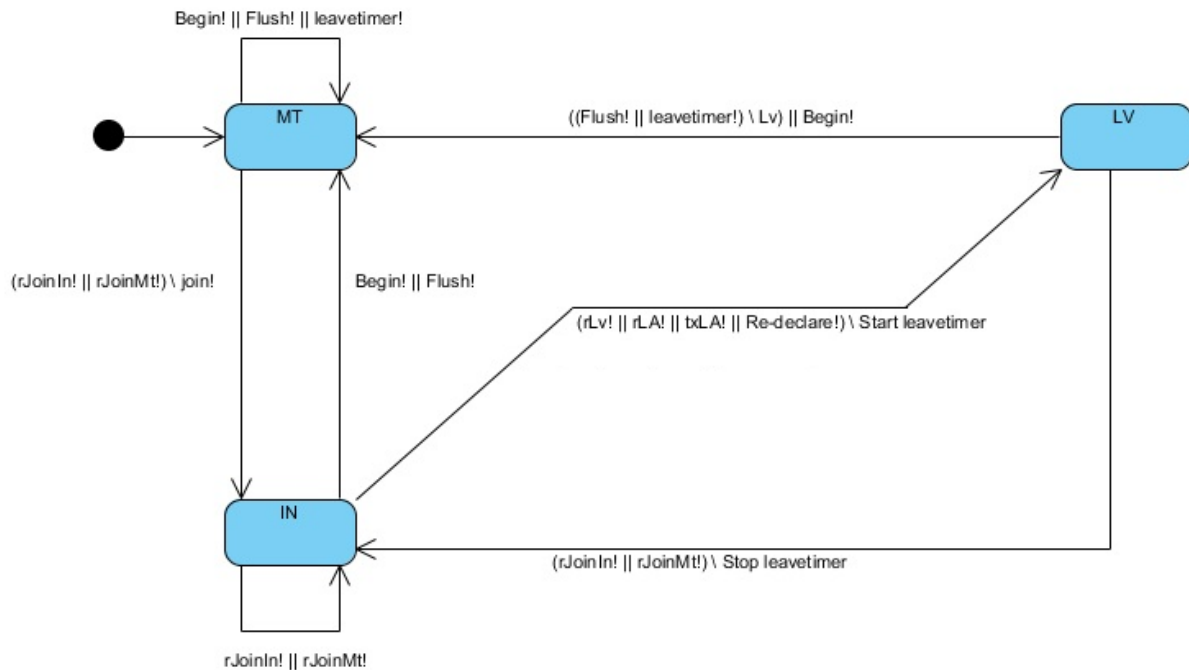 Begin! || Flush! || leavetimer!
MT
((Flush! || leavetimer!) \ Lv) || Begin!
LV
(rJoinIn! || rJoinMt!) \ join!
Begin! || Flush!
(rLv! || rLA! || txLA! || Re-declare!) \ Start leavetimer
IN
(rJoinIn! || rJoinMt!) \ Stop leavetimer
rJoinIn! || rJoinMt!